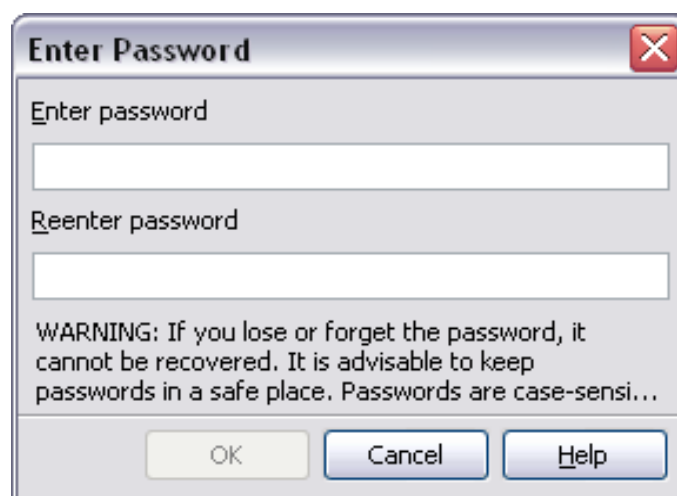 Enter Password
Enter password
Reenter password
WARNING: If you lose or forget the password, it
cannot be recovered. It is advisable to keep
passwords in a safe place. Passwords are case-sensi...
OK Cancel Help